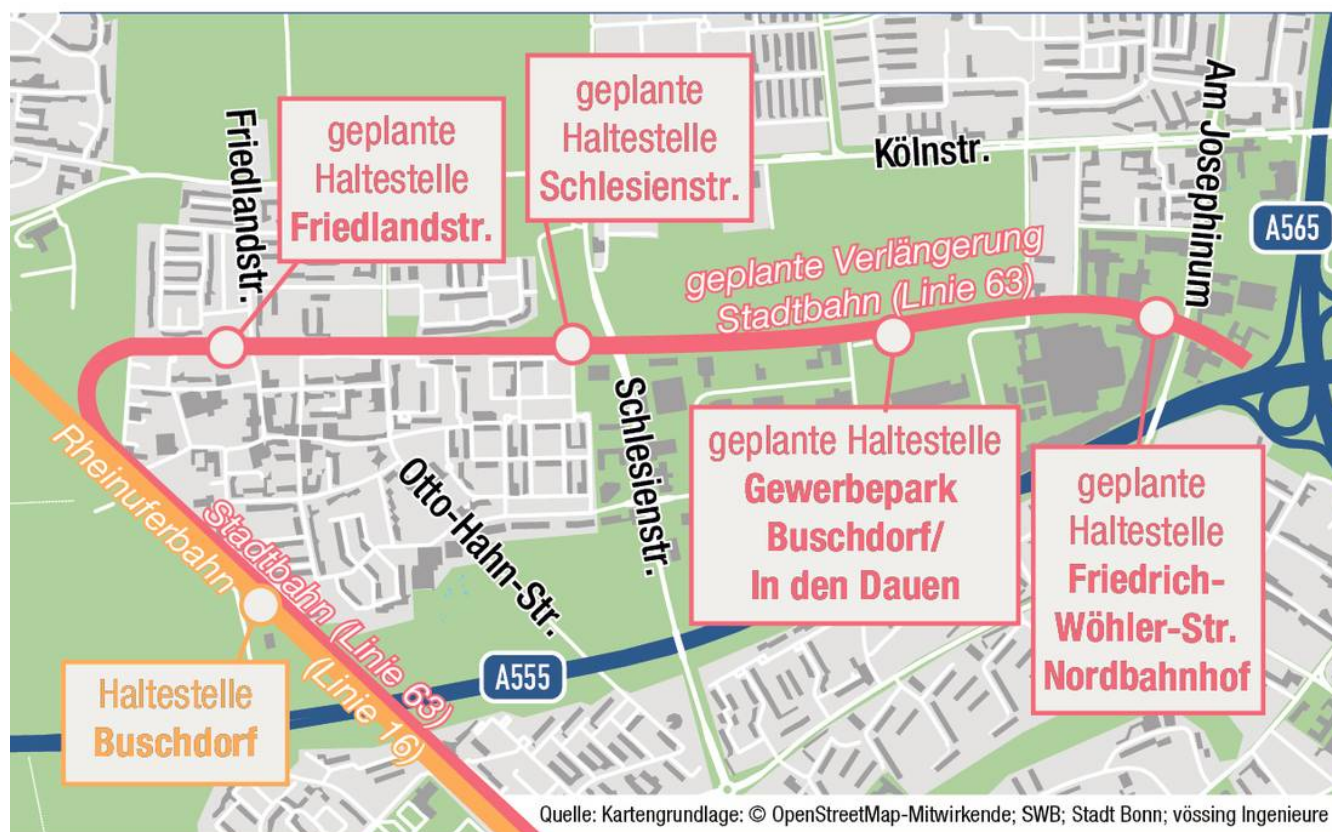 geplante
Haltestelle
Friedlandstr.
geplante
Haltestelle
Schlesienstr.
Friedlandstr.
Kölnstr.
Am Josephinum
A565
geplante Verlängerung
Stadtbahn (Linie 63)
Schlesienstr.
Otto-Hahn-Str.
Rheinuferbahn
(Linie 16)
Stadtbahn (Linie 63)
geplante Haltestelle
Gewerbepark
Buschdorf/
In den Dauen
geplante
Haltestelle
Friedrich-
Wöhler-Str.
Nordbahnhof
Haltestelle
Buschdorf
A555
Quelle: Kartengrundlage: © OpenStreetMap-Mitwirkende; SWB; Stadt Bonn; vössing Ingenieure